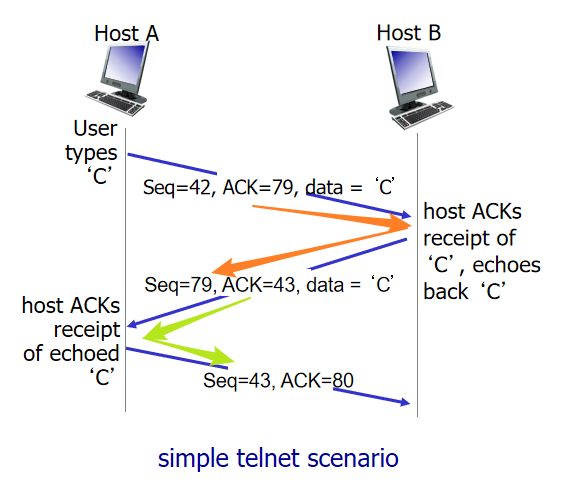 Host A
Host B
User
types
‘C’
Seq=42, ACK=79, data = ‘C’
host ACKs
receipt of
‘C’, echoes
back ‘C’
Seq=79, ACK=43, data = ‘C’
host ACKs
receipt
of echoed
‘C’
Seq=43, ACK=80
simple telnet scenario